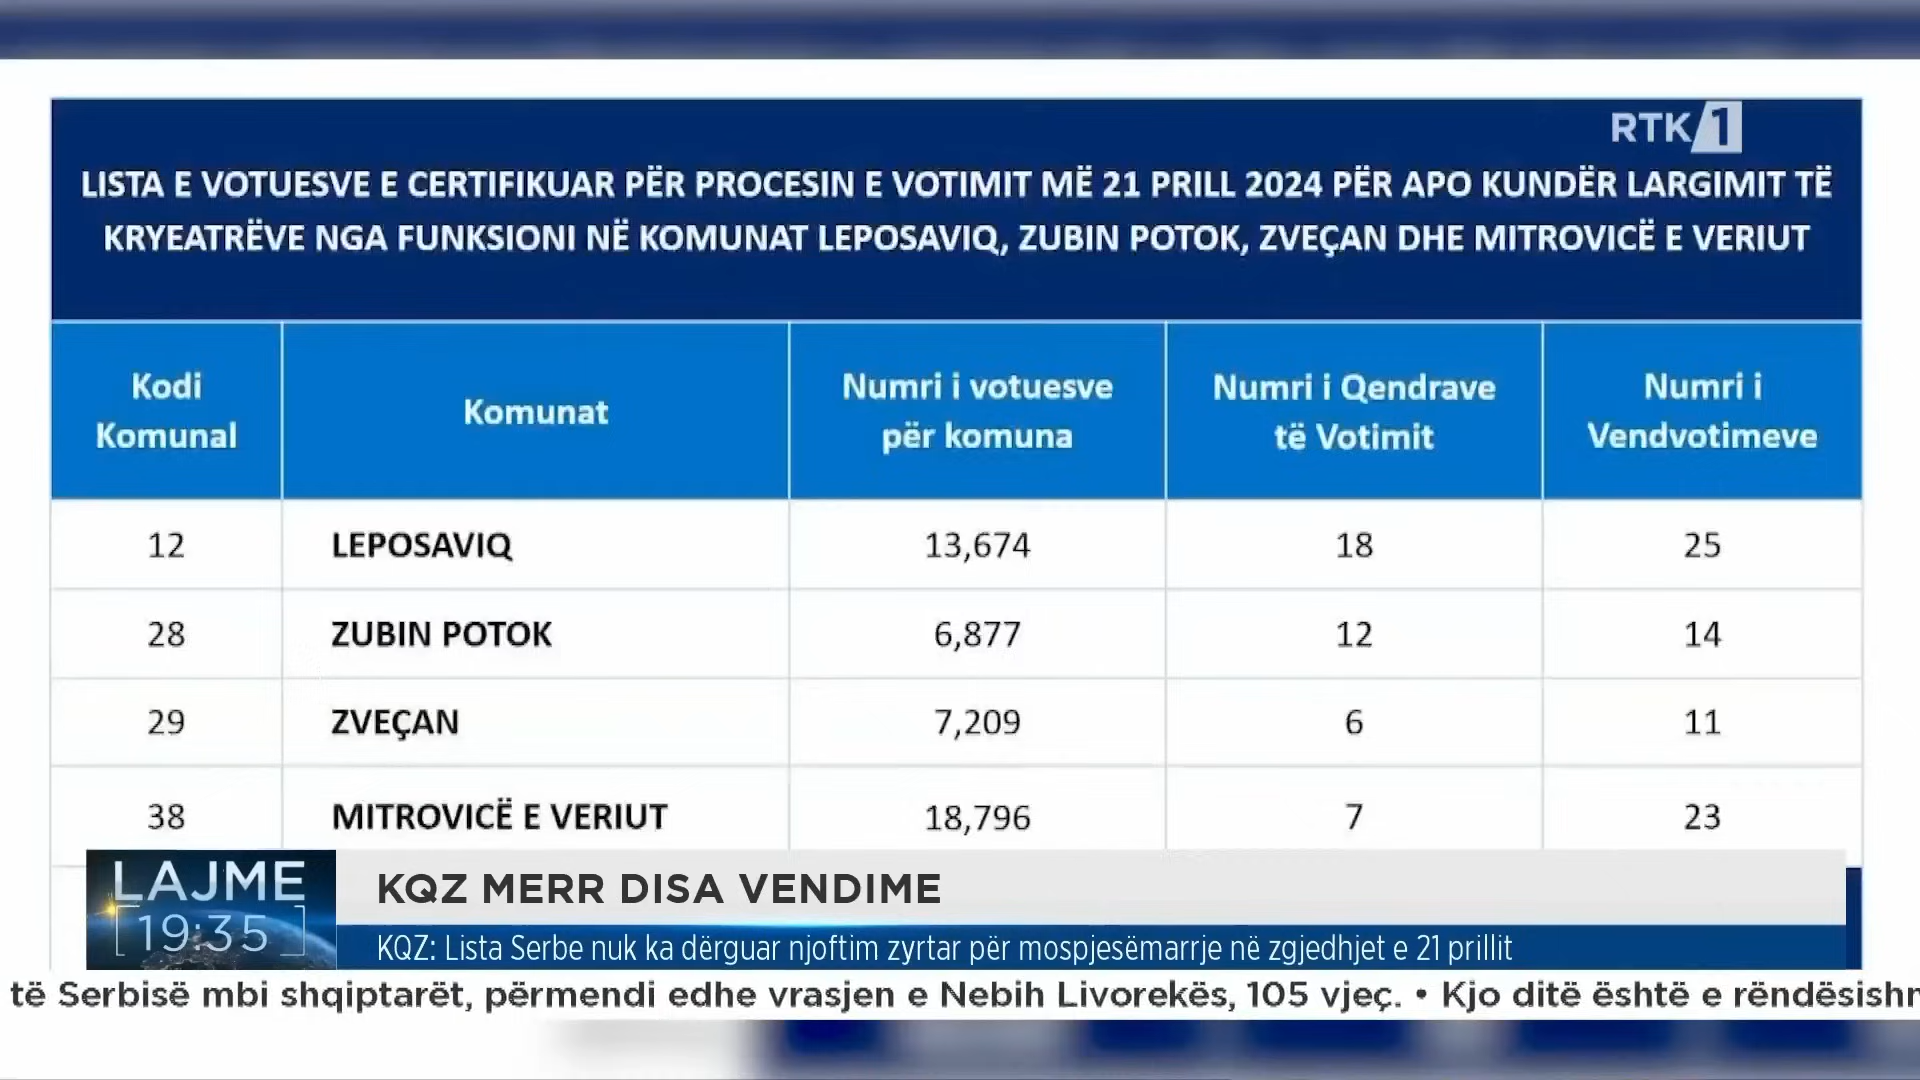 RTK 1
LISTA E VOTUESVE E CERTIFIKUAR PËR PROCESIN E VOTIMIT MË 21 PRILL 2024 PËR APO KUNDËR LARGIMIT TË
KRYEATRËVE NGA FUNKSIONI NË KOMUNAT LEPOSAVIQ, ZUBIN POTOK, ZVEÇAN DHE MITROVICË E VERIUT
Kodi Komunal
Komunat
Numri i votuesve për komuna
Numri i Qendrave të Votimit
Numri i Vendvotimeve
12 LEPOSAVIQ 13,674 18 25
28 ZUBIN POTOK 6,877 12 14
29 ZVEÇAN 7,209 6 11
38 MITROVICË E VERIUT 18,796 7 23
LAJME
19:35
KQZ MERR DISA VENDIME
KQZ: Lista Serbe nuk ka dërguar njoftim zyrtar për mospjesëmarrje në zgjedhjet e 21 prillit
të Serbisë mbi shqiptarët, përmendi edhe vrasjen e Nebih Livorekës, 105 vjeç. • Kjo ditë është e